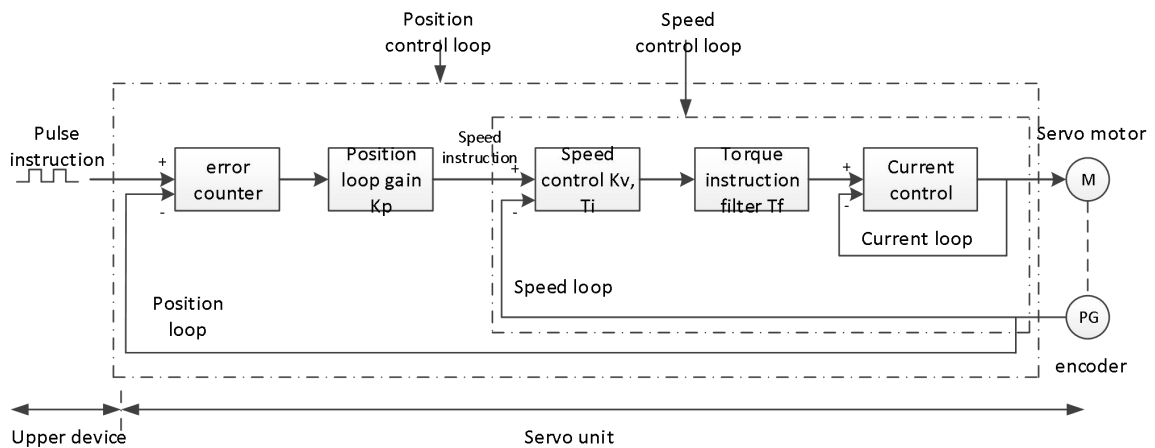 Position
control loop
Speed
control loop
Pulse
instruction
+
-
error
counter
Position
loop gain
Kp
Speed
instruction
+
-
Speed
control Kv,
Ti
Torque
instruction
filter Tf
+
-
Current
control
Servo motor
M
Current loop
Speed loop
Position
loop
PG
encoder
Upper device
Servo unit